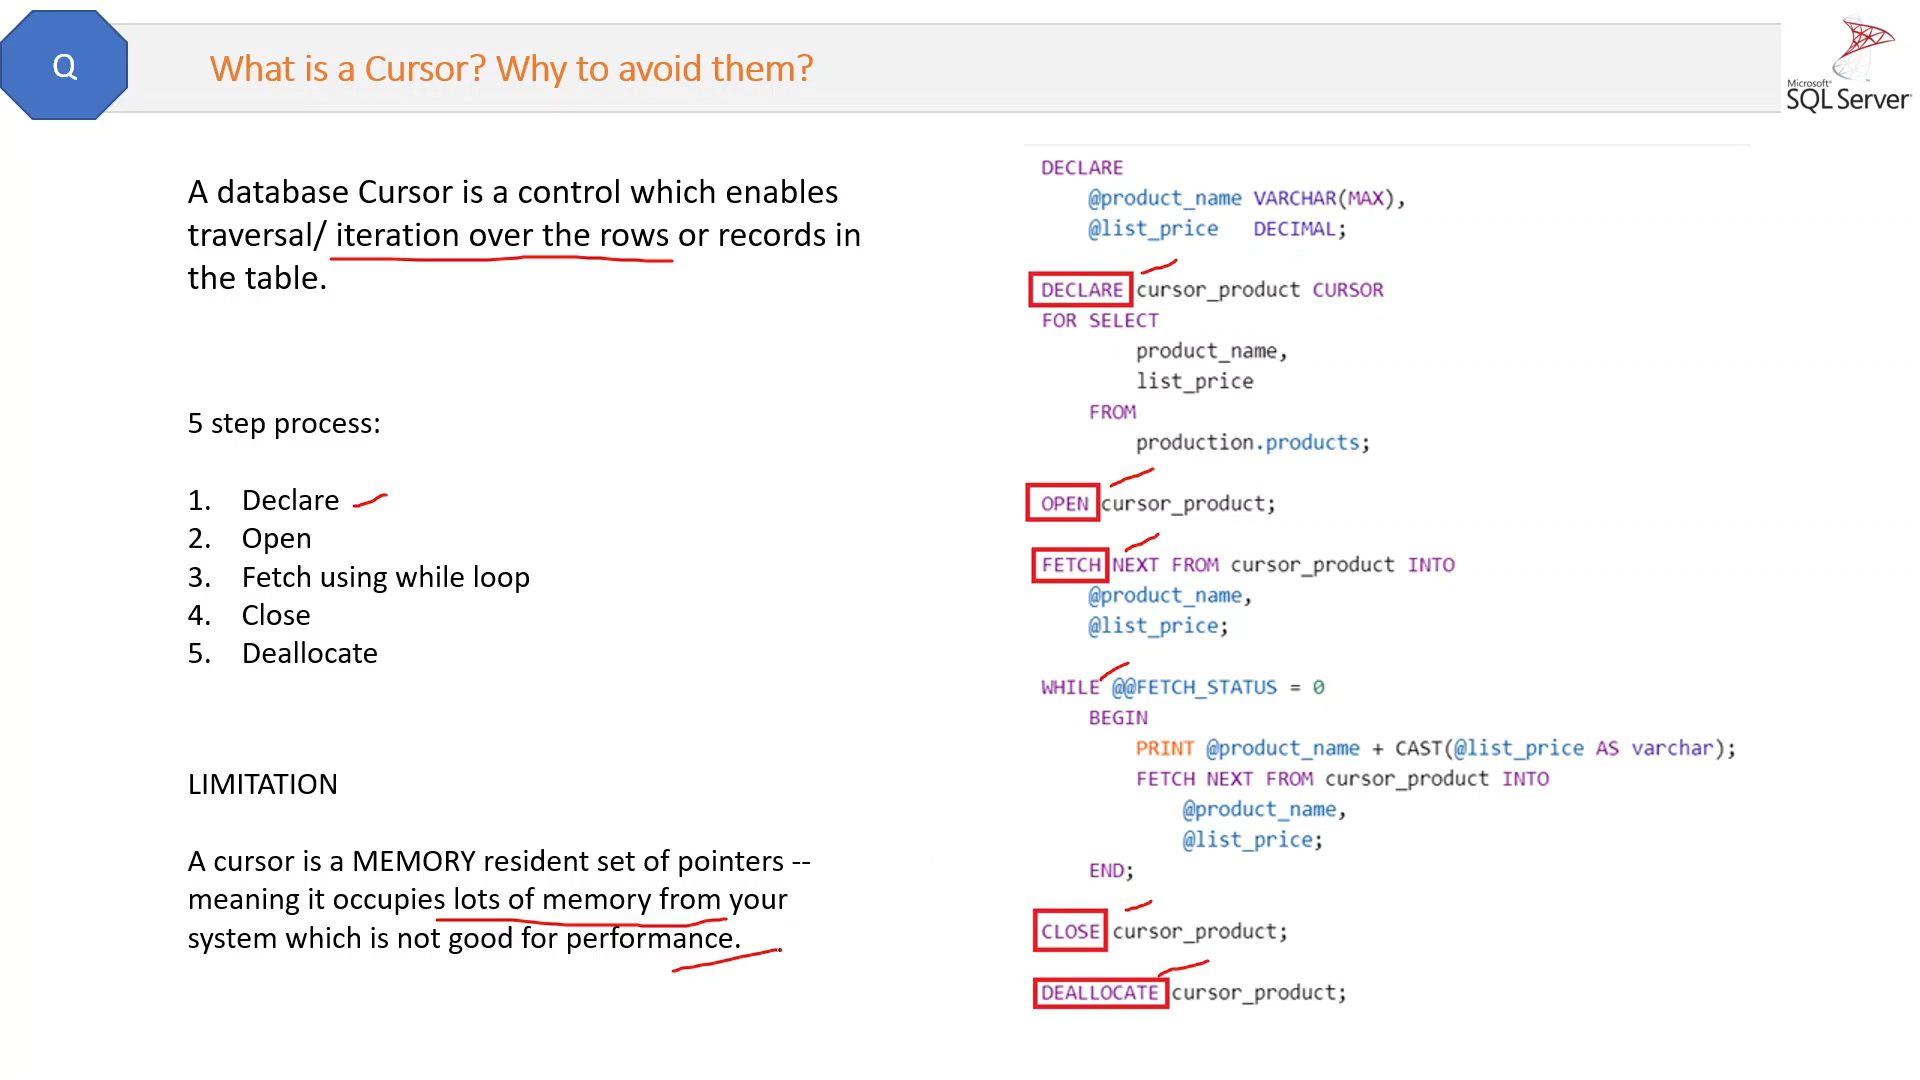 Q
What is a Cursor? Why to avoid them?
Microsoft®
SQL Server
A database Cursor is a control which enables
traversal/ iteration over the rows or records in
the table.
5 step process:
1. Declare
2. Open
3. Fetch using while loop
4. Close
5. Deallocate
LIMITATION
A cursor is a MEMORY resident set of pointers --
meaning it occupies lots of memory from your
system which is not good for performance.
DECLARE
@product_name VARCHAR(MAX),
@list_price DECIMAL;
DECLARE cursor_product CURSOR
FOR SELECT
product_name,
list_price
FROM
production.products;
OPEN cursor_product;
FETCH NEXT FROM cursor_product INTO
@product_name,
@list_price;
WHILE @@FETCH_STATUS = 0
BEGIN
PRINT @product_name + CAST(@list_price AS varchar);
FETCH NEXT FROM cursor_product INTO
@product_name,
@list_price;
END;
CLOSE cursor_product;
DEALLOCATE cursor_product;